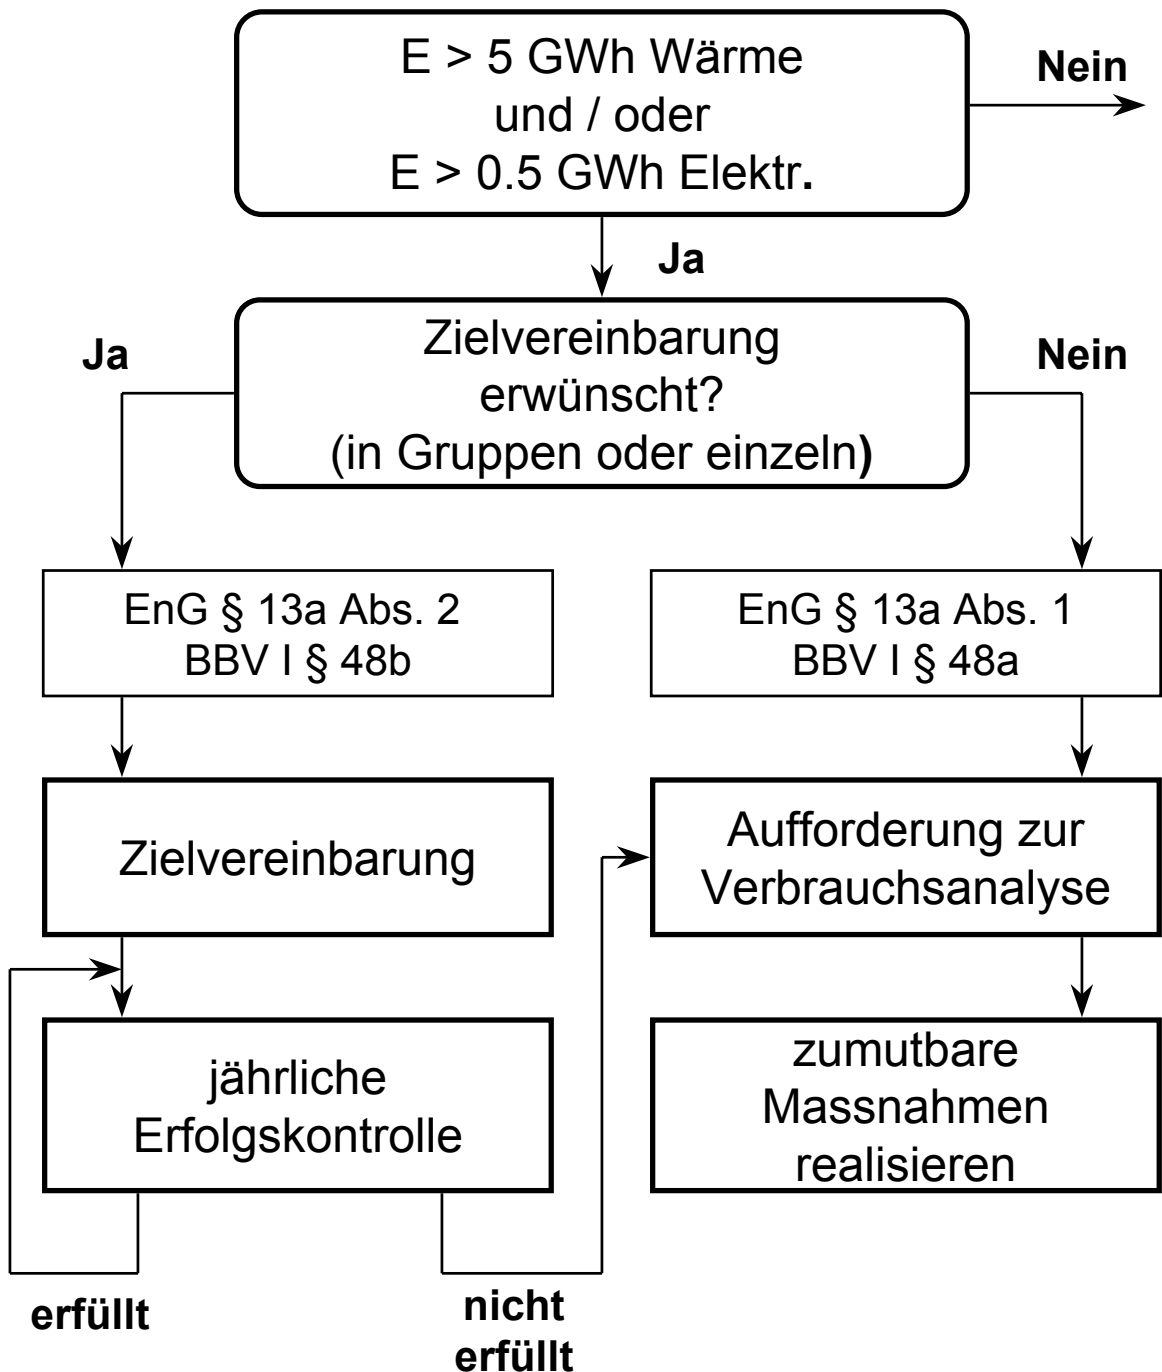 E > 5 GWh Wärme
und / oder
E > 0.5 GWh Elektr.
Nein
Ja
Zielvereinbarung
erwünscht?
(in Gruppen oder einzeln)
Ja
Nein
EnG § 13a Abs. 2
BBV I § 48b
EnG § 13a Abs. 1
BBV I § 48a
Zielvereinbarung
Aufforderung zur
Verbrauchsanalyse
jährliche
Erfolgskontrolle
zumutbare
Massnahmen
realisieren
erfüllt
nicht
erfüllt